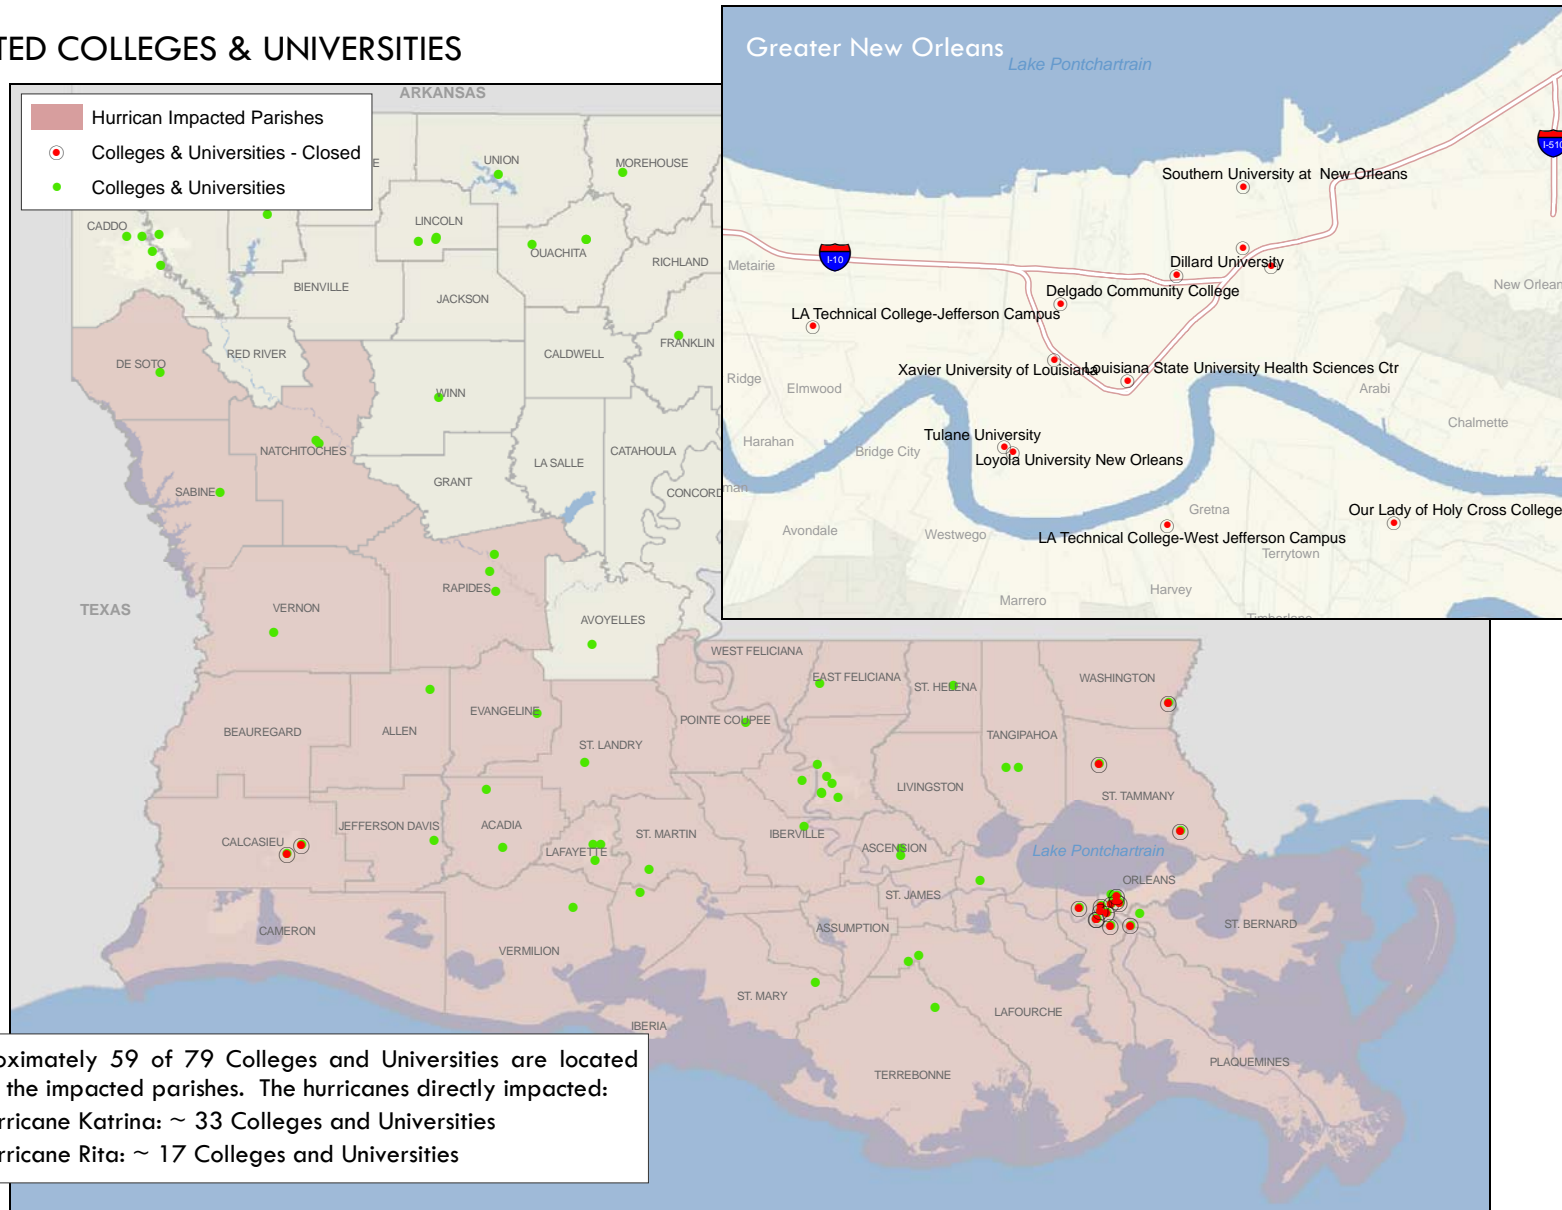 TED COLLEGES & UNIVERSITIES
Hurrican Impacted Parishes
Colleges & Universities - Closed
Colleges & Universities
ARKANSAS
UNION
MOREHOUSE
CADDO
LINCOLN
OUACHITA
RICHLAND
BIENVILLE
JACKSON
DE SOTO
RED RIVER
CALDWELL
FRANKLIN
WINN
NATCHITOCHES
CATAHOULA
LA SALLE
GRANT
SABINE
CONCORD
RAPIDES
TEXAS
VERNON
AVOYELLES
WEST FELICIANA
EAST FELICIANA
ST. HELENA
WASHINGTON
BEAUREGARD
ALLEN
EVANGELINE
POINTE COUPEE
ST. LANDRY
TANGIPAHOA
LIVINGSTON
ST. TAMMANY
CALCASIEU
JEFFERSON DAVIS
ACADIA
LAFAYETTE
ST. MARTIN
IBERVILLE
ASCENSION
Lake Pontchartrain
ORLEANS
ST. JAMES
CAMERON
VERMILION
ASSUMPTION
ST. BERNARD
ST. MARY
LAFOURCHE
IBERIA
TERREBONNE
PLAQUEMINES
Greater New Orleans
Lake Pontchartrain
I-510
Southern University at New Orleans
Metairie
I-10
Dillard University
New Orlean
Delgado Community College
LA Technical College-Jefferson Campus
Xavier University of Louisiana
Louisiana State University Health Sciences Ctr
Ridge
Elmwood
Arabi
Chalmette
Harahan
Tulane University
Bridge City
Loyola University New Orleans
man
Gretna
Our Lady of Holy Cross College
Avondale
Westwego
LA Technical College-West Jefferson Campus
Terrytown
Harvey
Marrero
oximately 59 of 79 Colleges and Universities are located
the impacted parishes. The hurricanes directly impacted:
rricane Katrina: ~ 33 Colleges and Universities
rricane Rita: ~ 17 Colleges and Universities